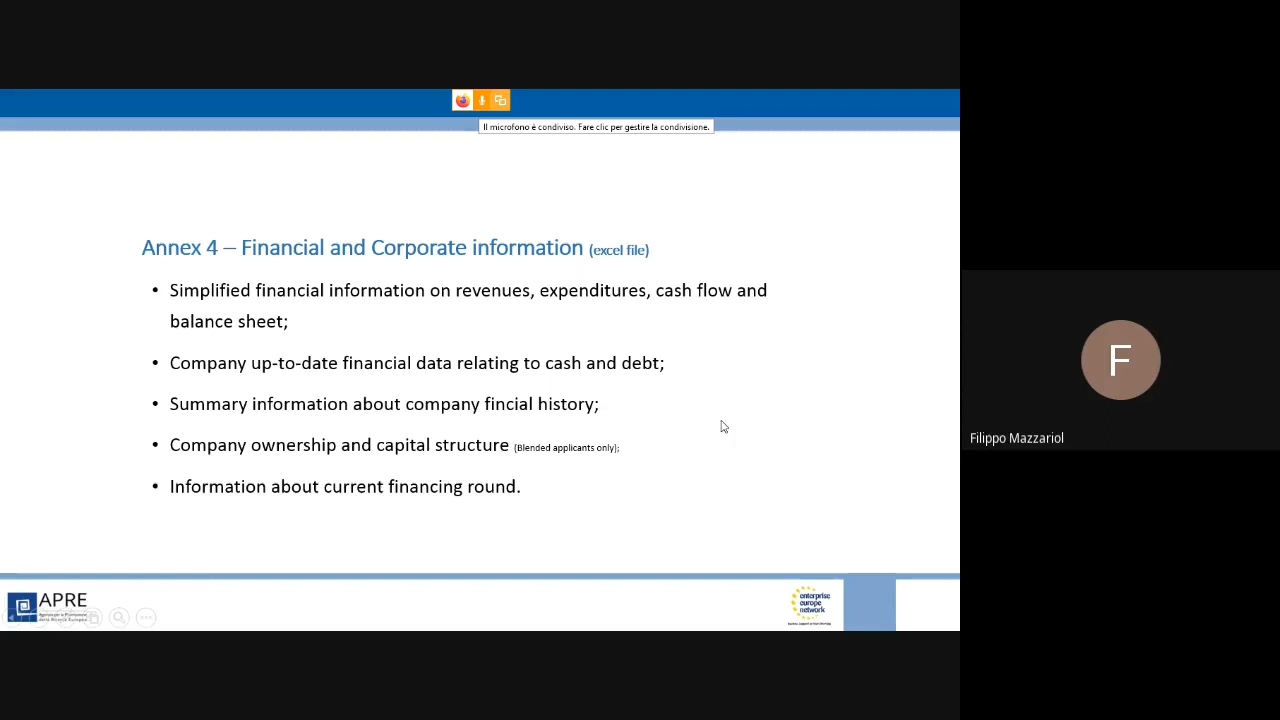 Il microfono è condiviso. Fare clic per gestire la condivisione.
Annex 4 – Financial and Corporate information (excel file)
• Simplified financial information on revenues, expenditures, cash flow and
balance sheet;
• Company up-to-date financial data relating to cash and debt;
• Summary information about company fincial history;
• Company ownership and capital structure (Blended applicants only);
• Information about current financing round.
F
Filippo Mazzariol
APRE
enterprise
europe
network